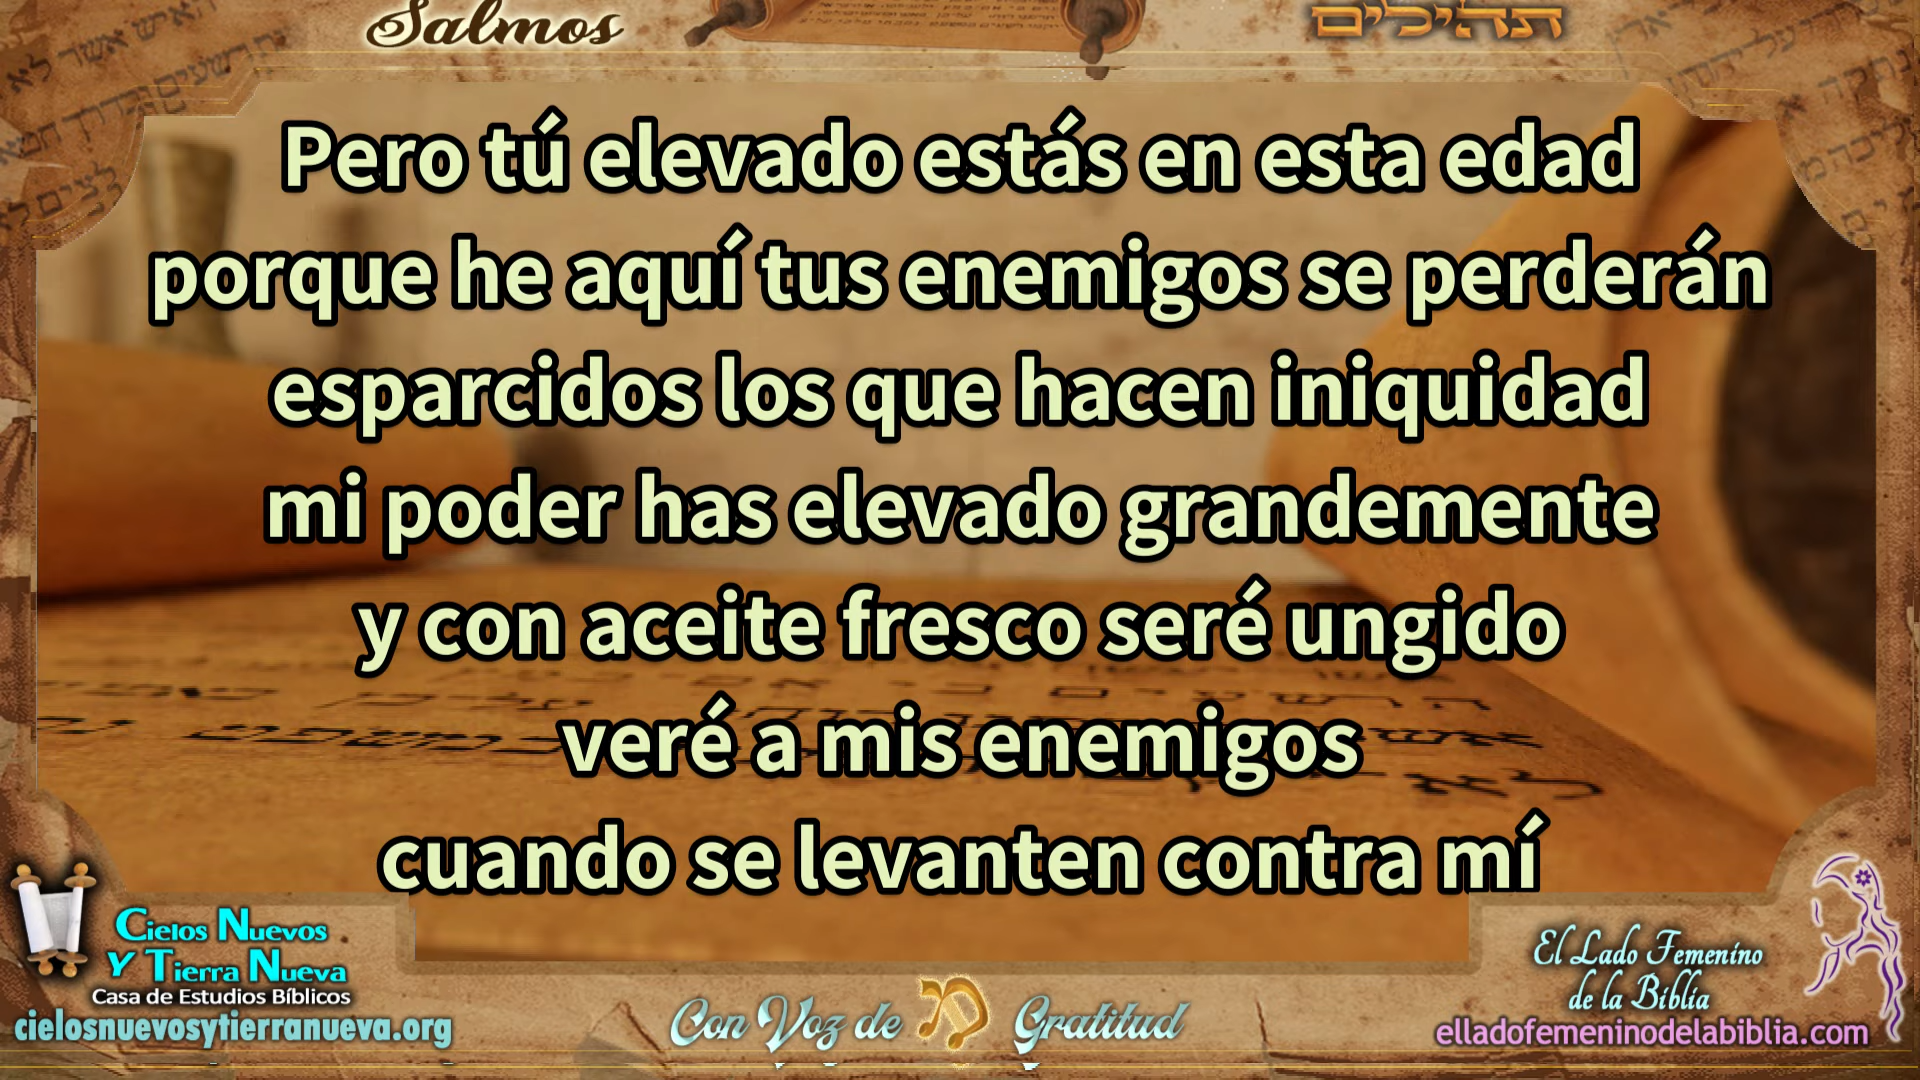 Salmos
תהילים
Pero tú elevado estás en esta edad
porque he aquí tus enemigos se perderán
esparcidos los que hacen iniquidad
mi poder has elevado grandemente
y con aceite fresco seré ungido
veré a mis enemigos
cuando se levanten contra mí
Cielos Nuevos
Y Tierra Nueva
Casa de Estudios Bíblicos
cielosnuevosytierranueva.org
Con Voz de Gratitud
El Lado Femenino
de la Biblia
elladofemeninodelabiblia.com